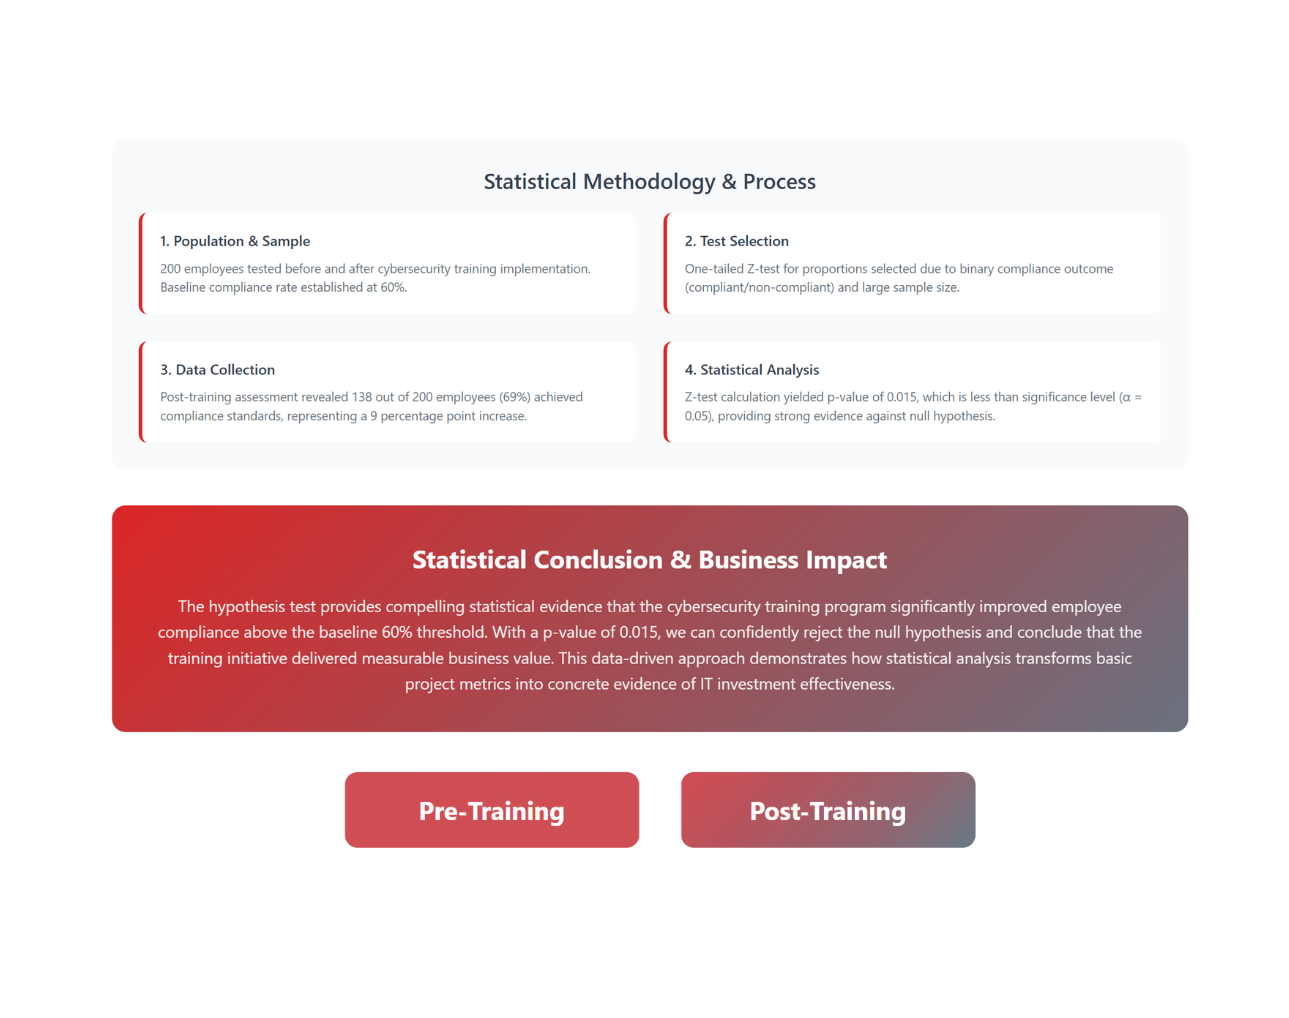 Statistical Methodology & Process
1. Population & Sample
200 employees tested before and after cybersecurity training implementation.
Baseline compliance rate established at 60%.
2. Test Selection
One-tailed Z-test for proportions selected due to binary compliance outcome
(compliant/non-compliant) and large sample size.
3. Data Collection
Post-training assessment revealed 138 out of 200 employees (69%) achieved
compliance standards, representing a 9 percentage point increase.
4. Statistical Analysis
Z-test calculation yielded p-value of 0.015, which is less than significance level (α =
0.05), providing strong evidence against null hypothesis.
Statistical Conclusion & Business Impact
The hypothesis test provides compelling statistical evidence that the cybersecurity training program significantly improved employee
compliance above the baseline 60% threshold. With a p-value of 0.015, we can confidently reject the null hypothesis and conclude that the
training initiative delivered measurable business value. This data-driven approach demonstrates how statistical analysis transforms basic
project metrics into concrete evidence of IT investment effectiveness.
Pre-Training
Post-Training